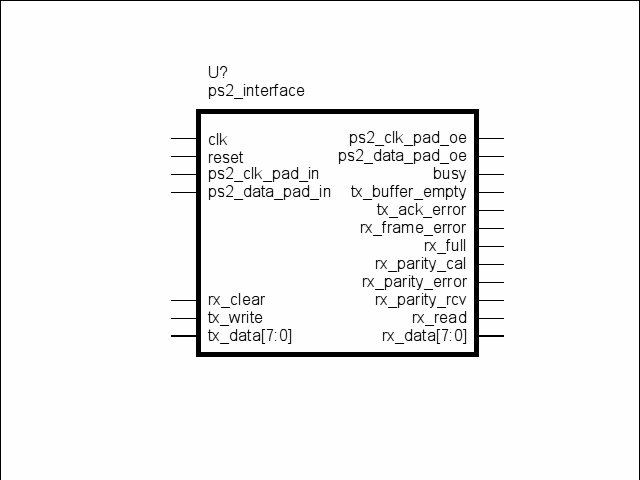 U?
ps2_interface
clk ps2_clk_pad_oe
reset ps2_data_pad_oe
ps2_clk_pad_in busy
ps2_data_pad_in tx_buffer_empty
tx_ack_error
rx_frame_error
rx_full
rx_parity_cal
rx_parity_error
rx_clear rx_parity_rcv
tx_write rx_read
tx_data[7:0] rx_data[7:0]